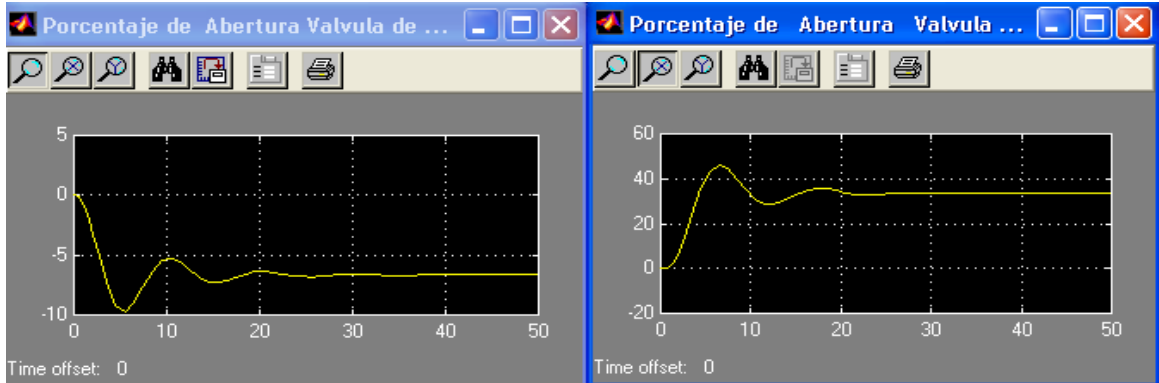 Porcentaje de Abertura Valvula de ...
5
0
-5
-10
0 10 20 30 40 50
Time offset: 0
Porcentaje de Abertura Valvula ...
60
40
20
0
-20
0 10 20 30 40 50
Time offset: 0